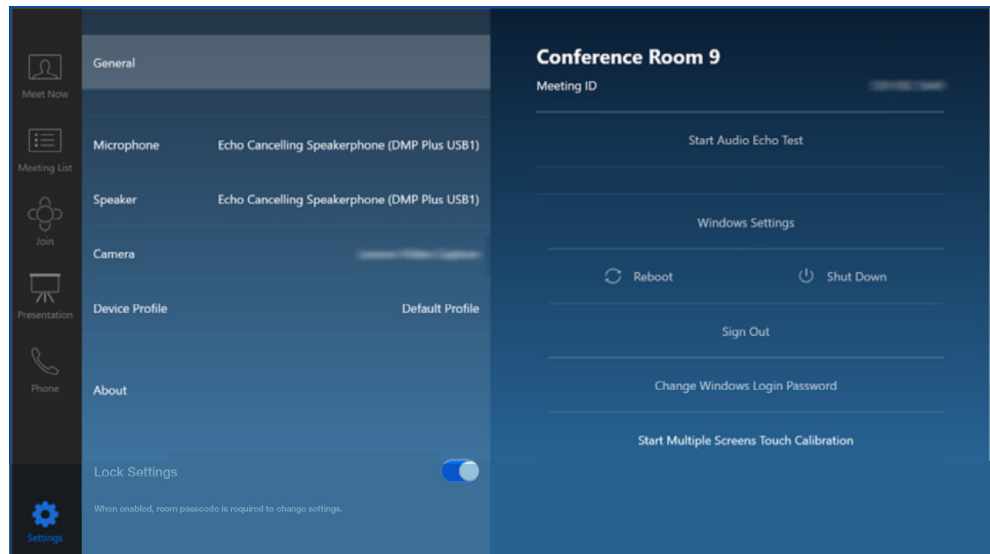 Meet Now
Meeting List
Join
Presentation
Phone
Settings
General
Microphone Echo Cancelling Speakerphone (DMP Plus USB1)
Speaker Echo Cancelling Speakerphone (DMP Plus USB1)
Camera
Device Profile Default Profile
About
Lock Settings
When enabled, room passcode is required to change settings.
Conference Room 9
Meeting ID
Start Audio Echo Test
Windows Settings
Reboot Shut Down
Sign Out
Change Windows Login Password
Start Multiple Screens Touch Calibration